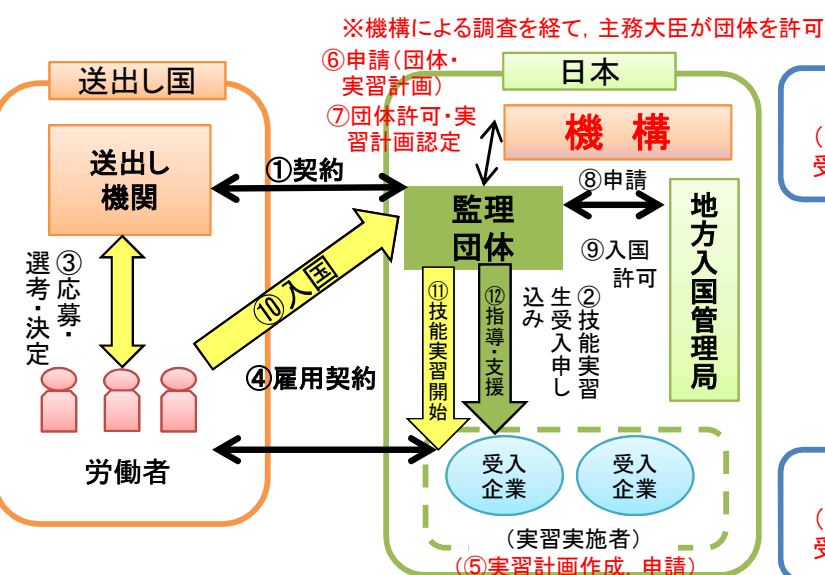 ※機構による調査を経て，主務大臣が団体を許可
⑥申請(団体・
実習計画)
⑦団体許可・実
習計画認定
送出し国
日本
機 構
送出し
機関
①契約
監理
団体
⑧申請
⑨入国
許可
地方入国管理局
③応募・
選考・決定
⑩入国
④雇用契約
⑪技能実習開始
⑫指導・支援
②技能実習
生受入申し
込み
労働者
受入
企業
受入
企業
(実習実施者)
(⑤実習計画作成，申請)
(
受
(
受